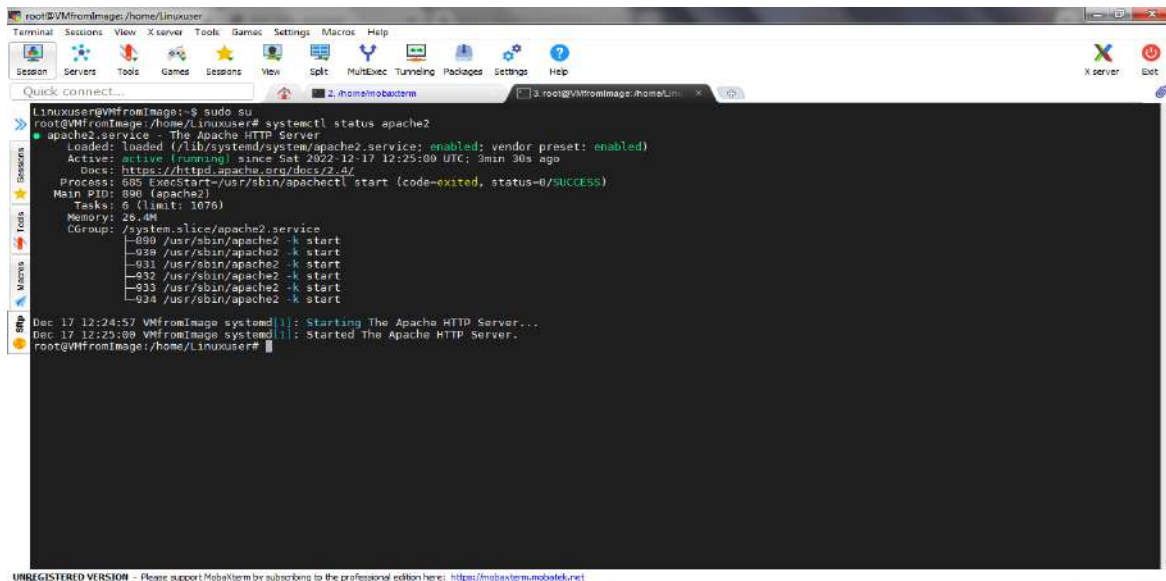 root@VMfromImage: /home/Linuxuser
Terminal Sessions View X server Tools Games Settings Macros Help
Session Servers Tools Games Sessions View Split MultiExec Tunneling Packages Settings Help X server Exit
Quick connect... 2. /home/mobaxterm 3. root@VMfromImage: /home/Linu
Linuxuser@VMfromImage:~$ sudo su
root@VMfromImage:/home/Linuxuser# systemctl status apache2
● apache2.service - The Apache HTTP Server
Loaded: loaded (/lib/systemd/system/apache2.service; enabled; vendor preset: enabled)
Active: active (running) since Sat 2022-12-17 12:25:00 UTC; 3min 30s ago
Docs: https://httpd.apache.org/docs/2.4/
Process: 685 ExecStart=/usr/sbin/apachectl start (code=exited, status=0/SUCCESS)
Main PID: 890 (apache2)
Tasks: 6 (limit: 1076)
Memory: 26.4M
CGroup: /system.slice/apache2.service
├─890 /usr/sbin/apache2 -k start
├─930 /usr/sbin/apache2 -k start
├─931 /usr/sbin/apache2 -k start
├─932 /usr/sbin/apache2 -k start
├─933 /usr/sbin/apache2 -k start
└─934 /usr/sbin/apache2 -k start
Dec 17 12:24:57 VMfromImage systemd[1]: Starting The Apache HTTP Server...
Dec 17 12:25:00 VMfromImage systemd[1]: Started The Apache HTTP Server.
root@VMfromImage:/home/Linuxuser#
Sessions
Tools
Macros
Sftp
UNREGISTERED VERSION - Please support MobaXterm by subscribing to the professional edition here: https://mobaxterm.mobatek.net